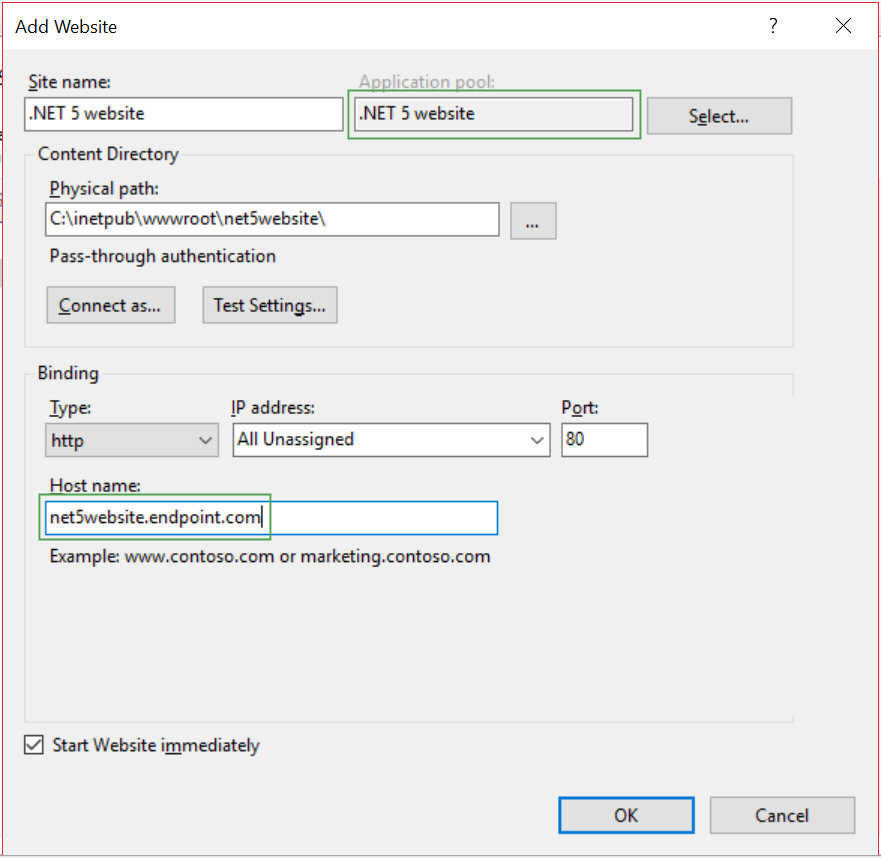 Add Website
?
Site name:
Application pool:
.NET 5 website
.NET 5 website
Select...
Content Directory
Physical path:
C:\inetpub\wwwroot\net5website\
...
Pass-through authentication
Connect as...
Test Settings...
Binding
Type:
IP address:
Port:
http
All Unassigned
80
Host name:
net5website.endpoint.com
Example: www.contoso.com or marketing.contoso.com
Start Website immediately
OK
Cancel